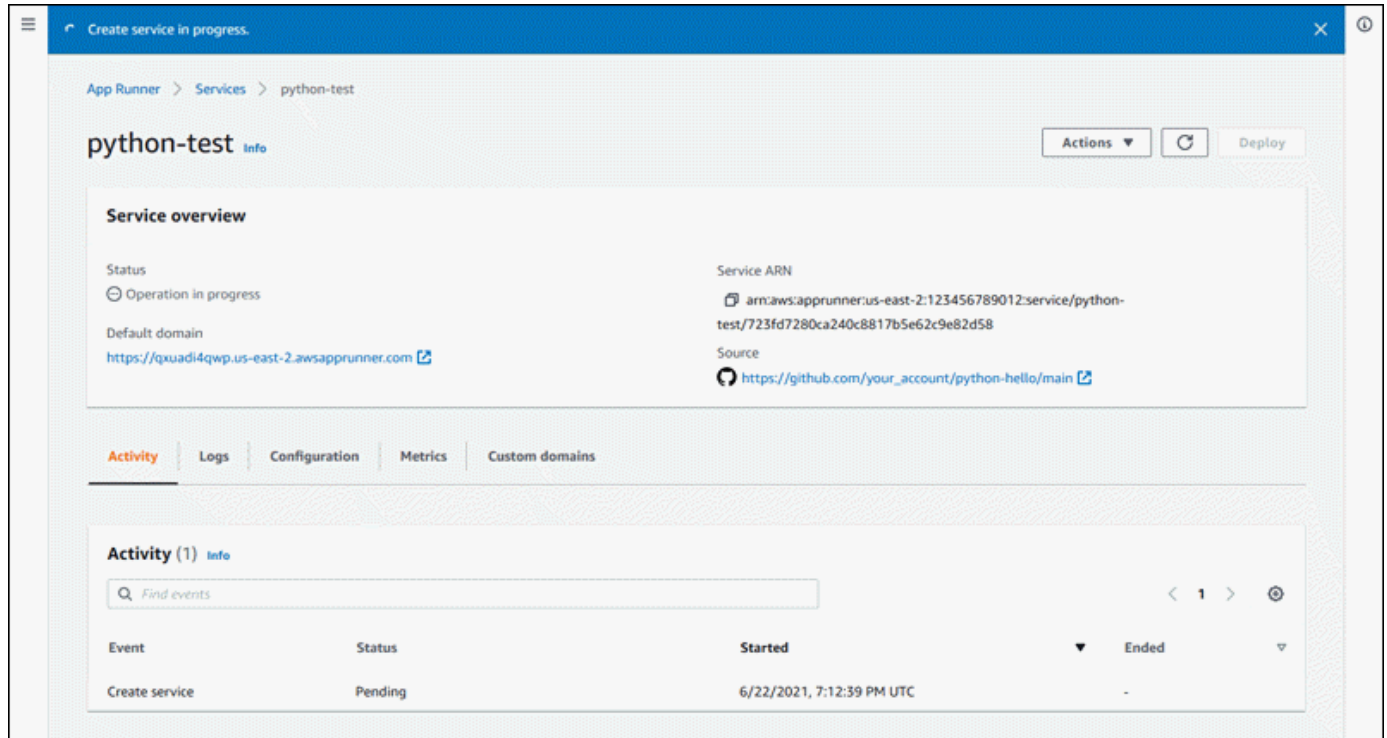 Create service in progress.
App Runner > Services > python-test
python-test Info
Actions
Deploy
Service overview
Status
Operation in progress
Default domain
https://qxuadi4qwp.us-east-2.awsapprunner.com
Service ARN
arn:aws:apprunner:us-east-2:123456789012:service/python-
test/723fd7280ca240c8817b5e62c9e82d58
Source
https://github.com/your_account/python-hello/main
Activity Logs Configuration Metrics Custom domains
Activity (1) Info
Find events
< 1 >
Event Status Started Ended
Create service Pending 6/22/2021, 7:12:39 PM UTC -